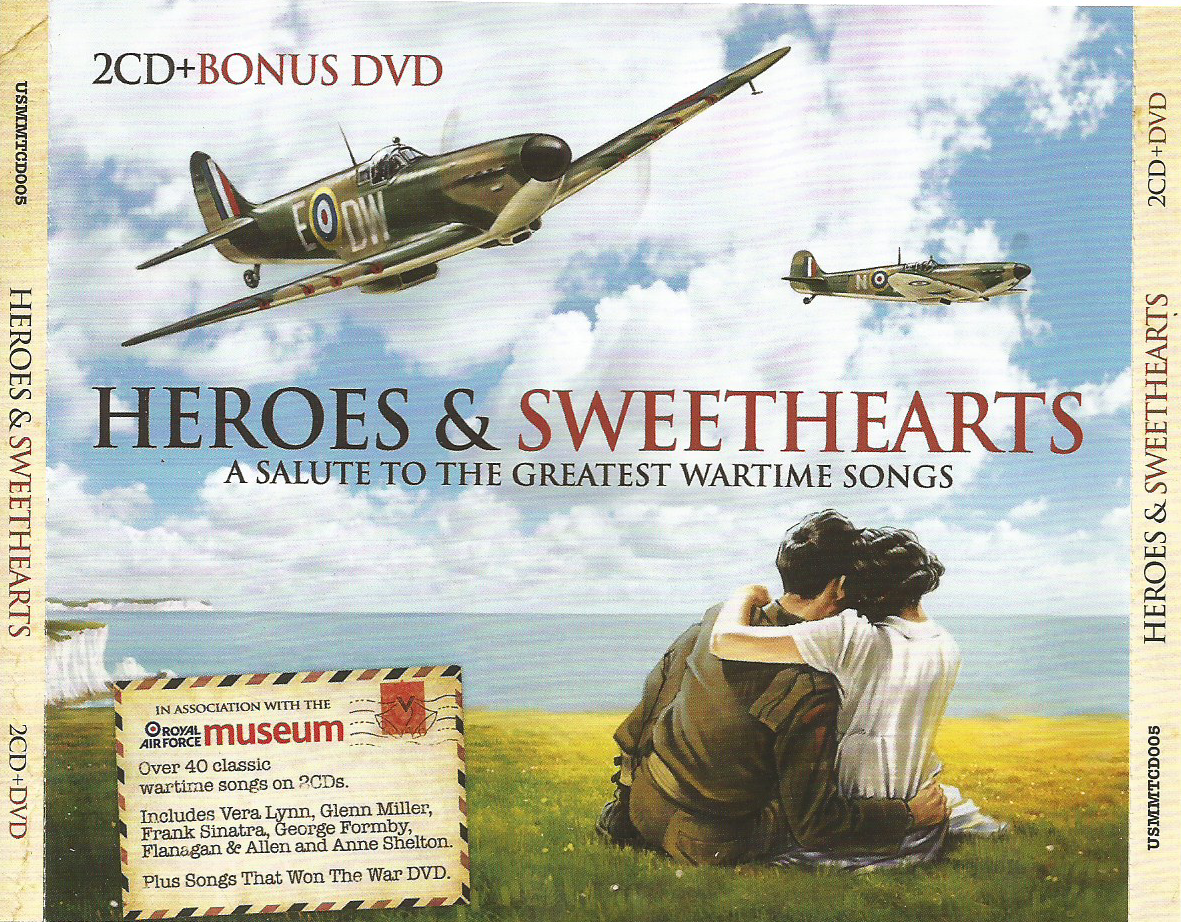 2CD+BONUS DVD
E DW
N
HEROES & SWEETHEARTS
A SALUTE TO THE GREATEST WARTIME SONGS
IN ASSOCIATION WITH THE
ROYAL AIR FORCE museum
Over 40 classic
wartime songs on 2CDs.
Includes Vera Lynn, Glenn Miller,
Frank Sinatra, George Formby,
Flanagan & Allen and Anne Shelton.
Plus Songs That Won The War DVD.
USMMTCD005
HEROES & SWEETHEARTS
2CD+DVD
2CD+DVD
HEROES & SWEETHEARTS
USMMTCD005